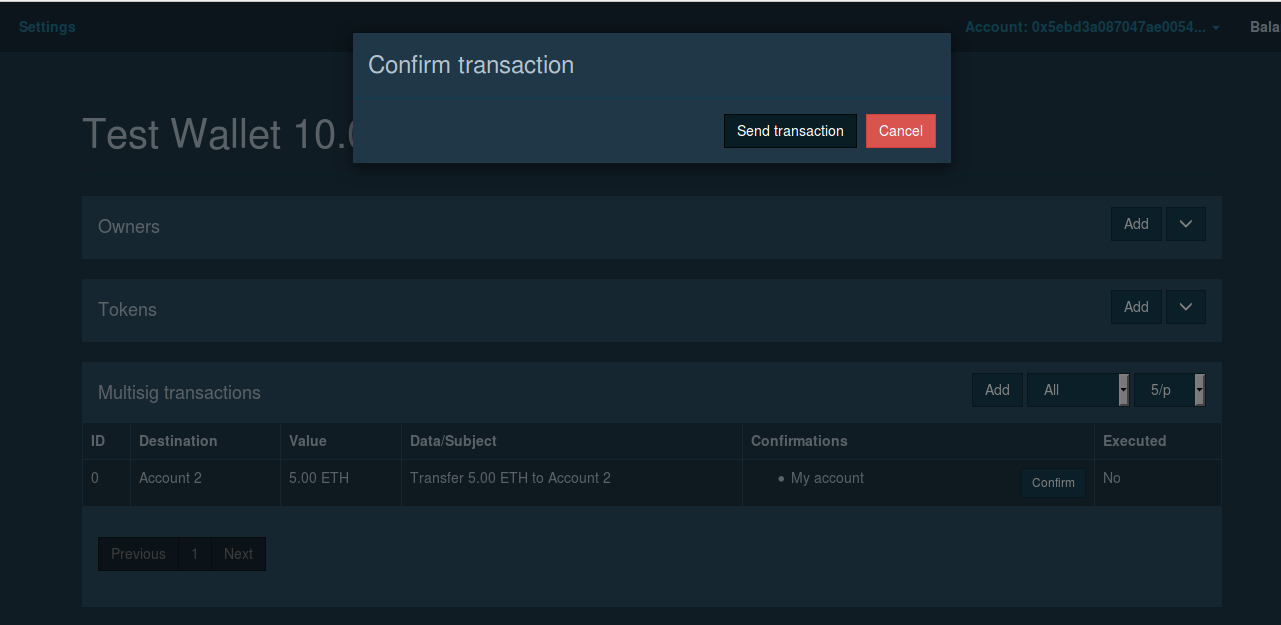 Settings
Account: 0x5ebd3a087047ae0054...
Confirm transaction
Send transaction
Cancel
Test Wallet 10.
Owners
Add
Tokens
Add
Multisig transactions
Add
All
5/p
ID Destination Value Data/Subject Confirmations Executed
0 Account 2 5.00 ETH Transfer 5.00 ETH to Account 2 • My account Confirm No
Previous 1 Next